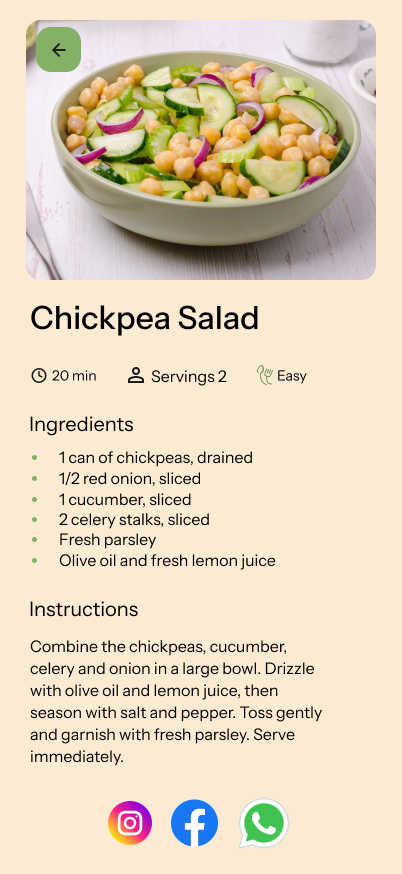 Chickpea Salad
20 min Servings 2 Easy
Ingredients
• 1 can of chickpeas, drained
• 1/2 red onion, sliced
• 1 cucumber, sliced
• 2 celery stalks, sliced
• Fresh parsley
• Olive oil and fresh lemon juice
Instructions
Combine the chickpeas, cucumber,
celery and onion in a large bowl. Drizzle
with olive oil and lemon juice, then
season with salt and pepper. Toss gently
and garnish with fresh parsley. Serve
immediately.